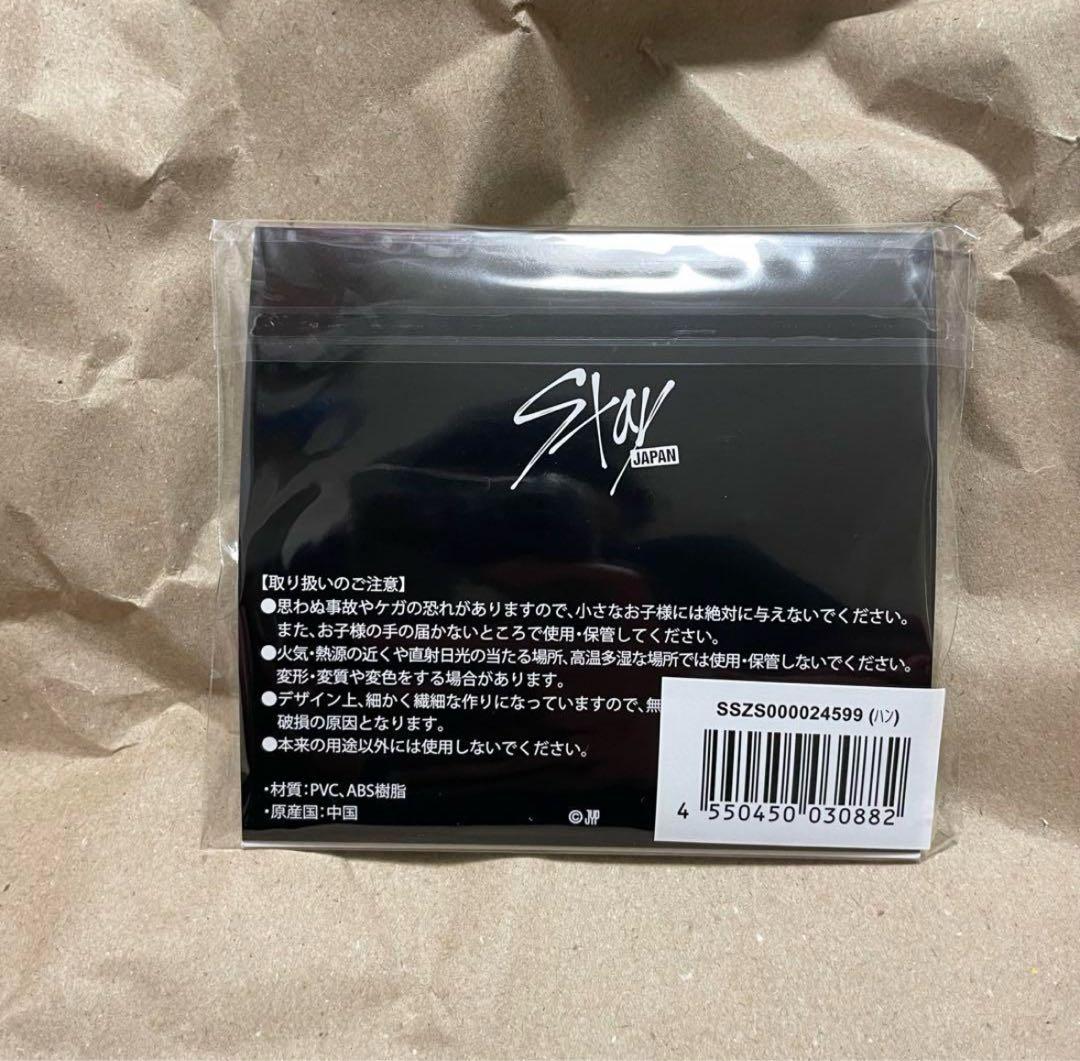 Stay
JAPAN
【取り扱いのご注意】
●思わぬ事故やケガの恐れがありますので、小さなお子様には絶対に与えないでください。
また、お子様の手の届かないところで使用・保管してください。
●火気・熱源の近くや直射日光の当たる場所、高温多湿な場所では使用・保管しないでください。
変形・変質や変色をする場合があります。
●デザイン上、細かく繊細な作りになっていますので、無
破損の原因となります。
●本来の用途以外には使用しないでください。
・材質:PVC、ABS樹脂
・原産国:中国
© JYP
SSZS000024599 (ハン)
4 550450 030882